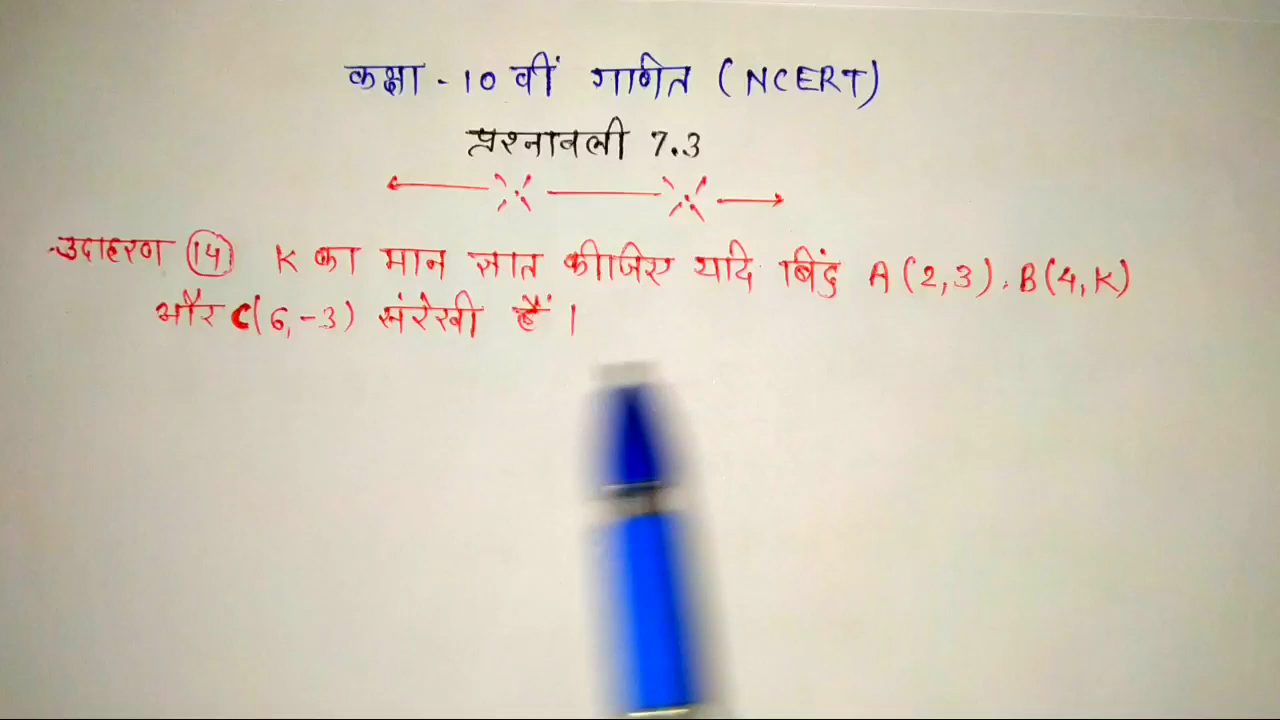 कक्षा - 10 वीं गणित (NCERT)
प्रश्नावली 7.3
उदाहरण 14 K का मान ज्ञात कीजिए यदि बिंदु A(2,3), B(4,K)
और C(6,-3) संरेखी हैं ।